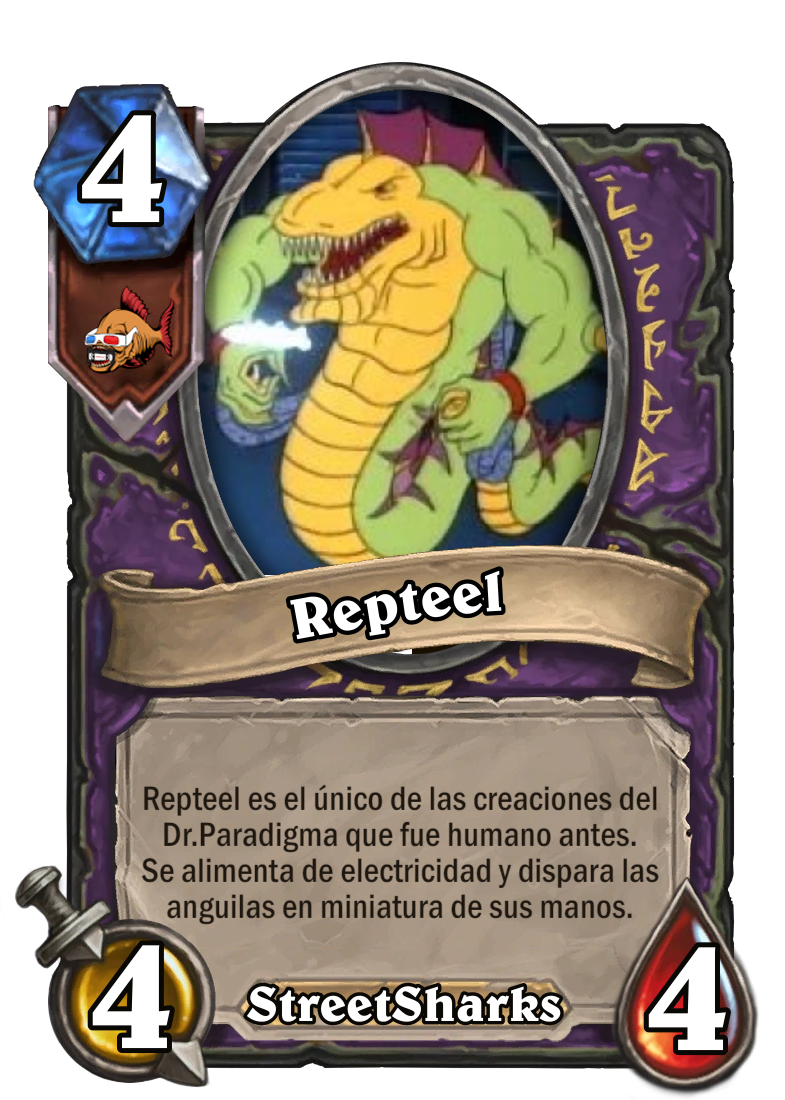 4
Repteel
Repteel es el único de las creaciones del
Dr.Paradigma que fue humano antes.
Se alimenta de electricidad y dispara las
anguilas en miniatura de sus manos.
4
StreetSharks
4